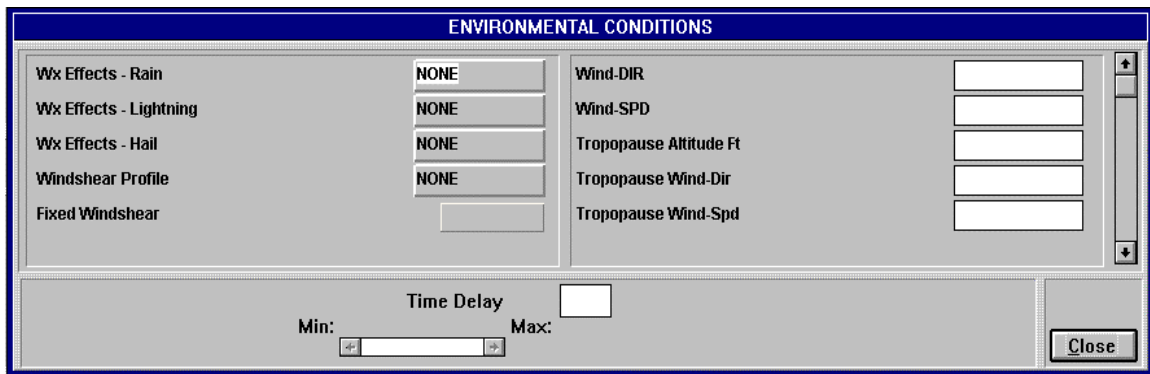 ENVIRONMENTAL CONDITIONS
Wx Effects - Rain NONE
Wx Effects - Lightning NONE
Wx Effects - Hail NONE
Windshear Profile NONE
Fixed Windshear
Wind-DIR
Wind-SPD
Tropopause Altitude Ft
Tropopause Wind-Dir
Tropopause Wind-Spd
Time Delay
Min: Max:
Close